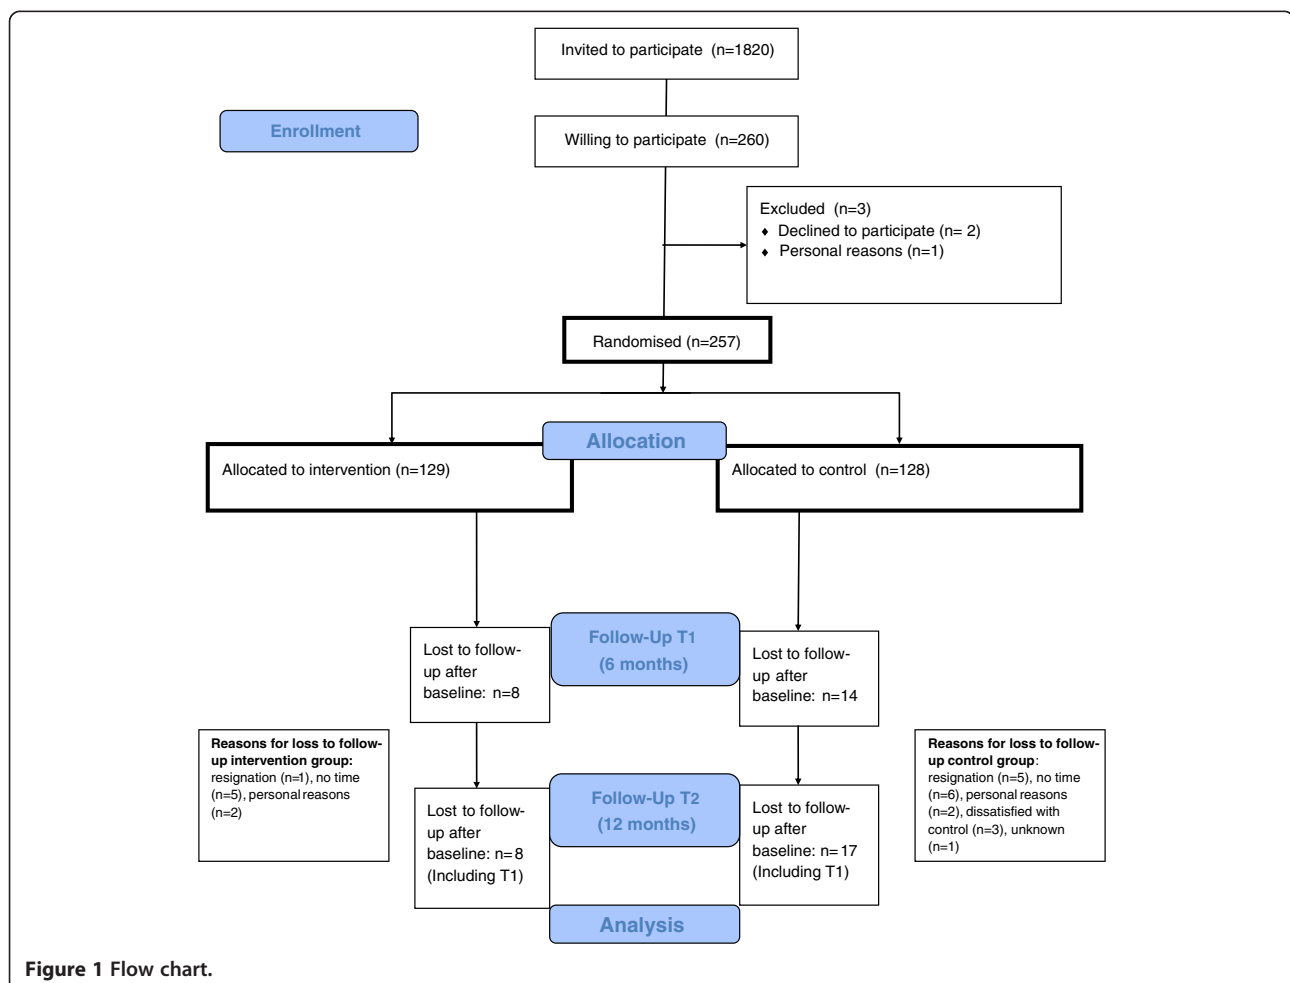 Invited to participate (n=1820)
Enrollment
Willing to participate (n=260)
Excluded (n=3)
♦ Declined to participate (n= 2)
♦ Personal reasons (n=1)
Randomised (n=257)
Allocation
Allocated to intervention (n=129)
Allocated to control (n=128)
Follow-Up T1
(6 months)
Lost to follow-
up after
baseline: n=8
Lost to follow-
up after
baseline: n=14
Reasons for loss to follow-
up intervention group:
resignation (n=1), no time
(n=5), personal reasons
(n=2)
Lost to follow-
up after
baseline: n=8
(Including T1)
Follow-Up T2
(12 months)
Lost to follow-
up after
baseline: n=17
(Including T1)
Reasons for loss to follow-
up control group:
resignation (n=5), no time
(n=6), personal reasons
(n=2), dissatisfied with
control (n=3), unknown
(n=1)
Analysis
Figure 1 Flow chart.